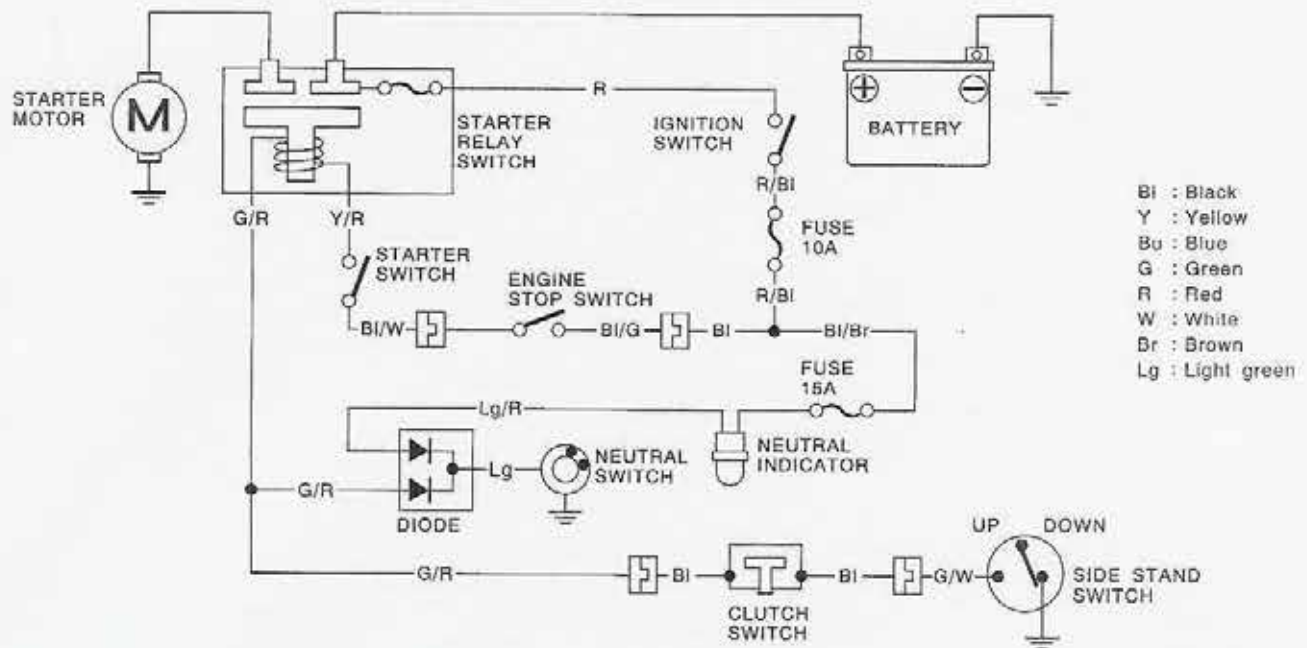 STARTER
MOTOR
M
STARTER
RELAY
SWITCH
R
IGNITION
SWITCH
+
−
BATTERY
R/Bl
FUSE
10A
R/Bl
G/R
Y/R
STARTER
SWITCH
ENGINE
STOP SWITCH
Bl/W
Bl/G
Bl
Bl/Br
Bl : Black
Y : Yellow
Bu : Blue
G : Green
R : Red
W : White
Br : Brown
Lg : Light green
FUSE
15A
Lg/R
NEUTRAL
INDICATOR
Lg
NEUTRAL
SWITCH
G/R
DIODE
UP
DOWN
G/R
Bl
Bl
G/W
CLUTCH
SWITCH
SIDE STAND
SWITCH